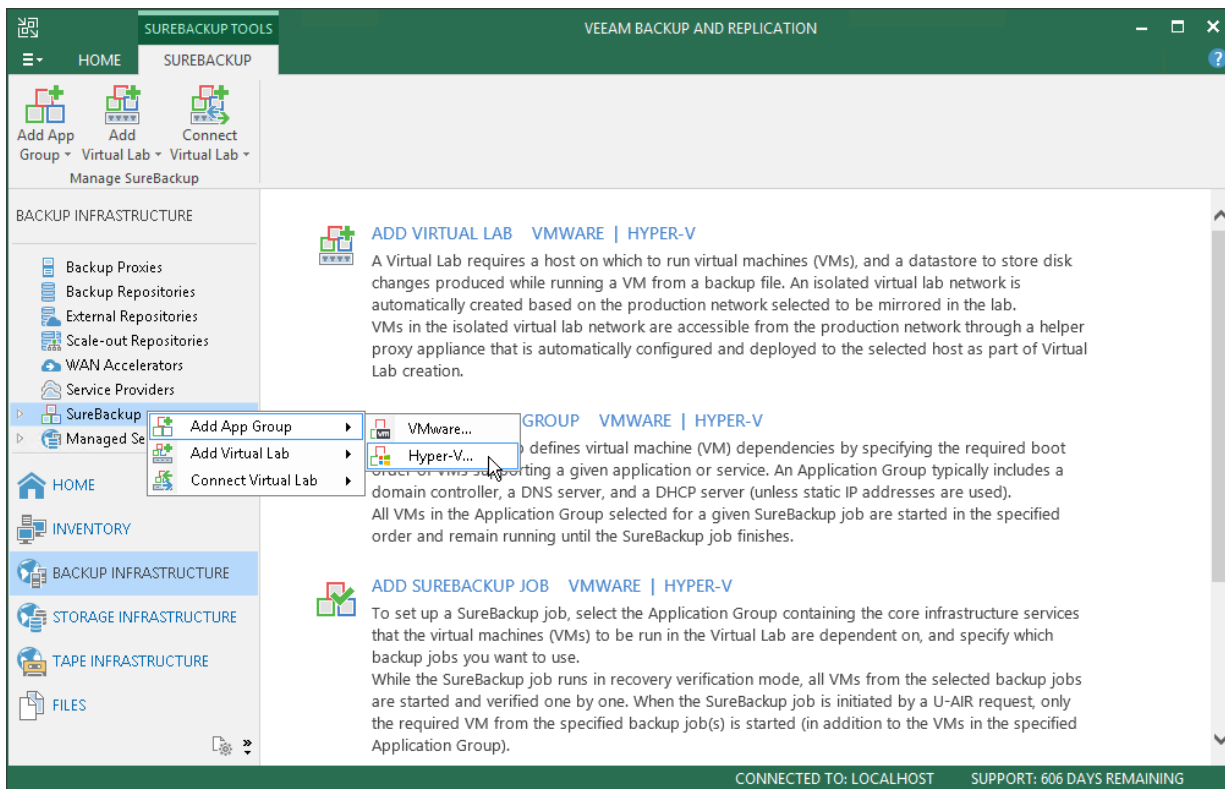 SUREBACKUP TOOLS
VEEAM BACKUP AND REPLICATION
HOME
SUREBACKUP
Add App Group
Add Virtual Lab
Connect Virtual Lab
Manage SureBackup
BACKUP INFRASTRUCTURE
Backup Proxies
Backup Repositories
External Repositories
Scale-out Repositories
WAN Accelerators
Service Providers
SureBackup
Managed Se
Add App Group
Add Virtual Lab
Connect Virtual Lab
VMware...
Hyper-V...
HOME
INVENTORY
BACKUP INFRASTRUCTURE
STORAGE INFRASTRUCTURE
TAPE INFRASTRUCTURE
FILES
ADD VIRTUAL LAB VMWARE | HYPER-V
A Virtual Lab requires a host on which to run virtual machines (VMs), and a datastore to store disk
changes produced while running a VM from a backup file. An isolated virtual lab network is
automatically created based on the production network selected to be mirrored in the lab.
VMs in the isolated virtual lab network are accessible from the production network through a helper
proxy appliance that is automatically configured and deployed to the selected host as part of Virtual
Lab creation.
GROUP VMWARE | HYPER-V
defines virtual machine (VM) dependencies by specifying the required boot
order of VMs supporting a given application or service. An Application Group typically includes a
domain controller, a DNS server, and a DHCP server (unless static IP addresses are used).
All VMs in the Application Group selected for a given SureBackup job are started in the specified
order and remain running until the SureBackup job finishes.
ADD SUREBACKUP JOB VMWARE | HYPER-V
To set up a SureBackup job, select the Application Group containing the core infrastructure services
that the virtual machines (VMs) to be run in the Virtual Lab are dependent on, and specify which
backup jobs you want to use.
While the SureBackup job runs in recovery verification mode, all VMs from the selected backup jobs
are started and verified one by one. When the SureBackup job is initiated by a U-AIR request, only
the required VM from the specified backup job(s) is started (in addition to the VMs in the specified
Application Group).
CONNECTED TO: LOCALHOST
SUPPORT: 606 DAYS REMAINING